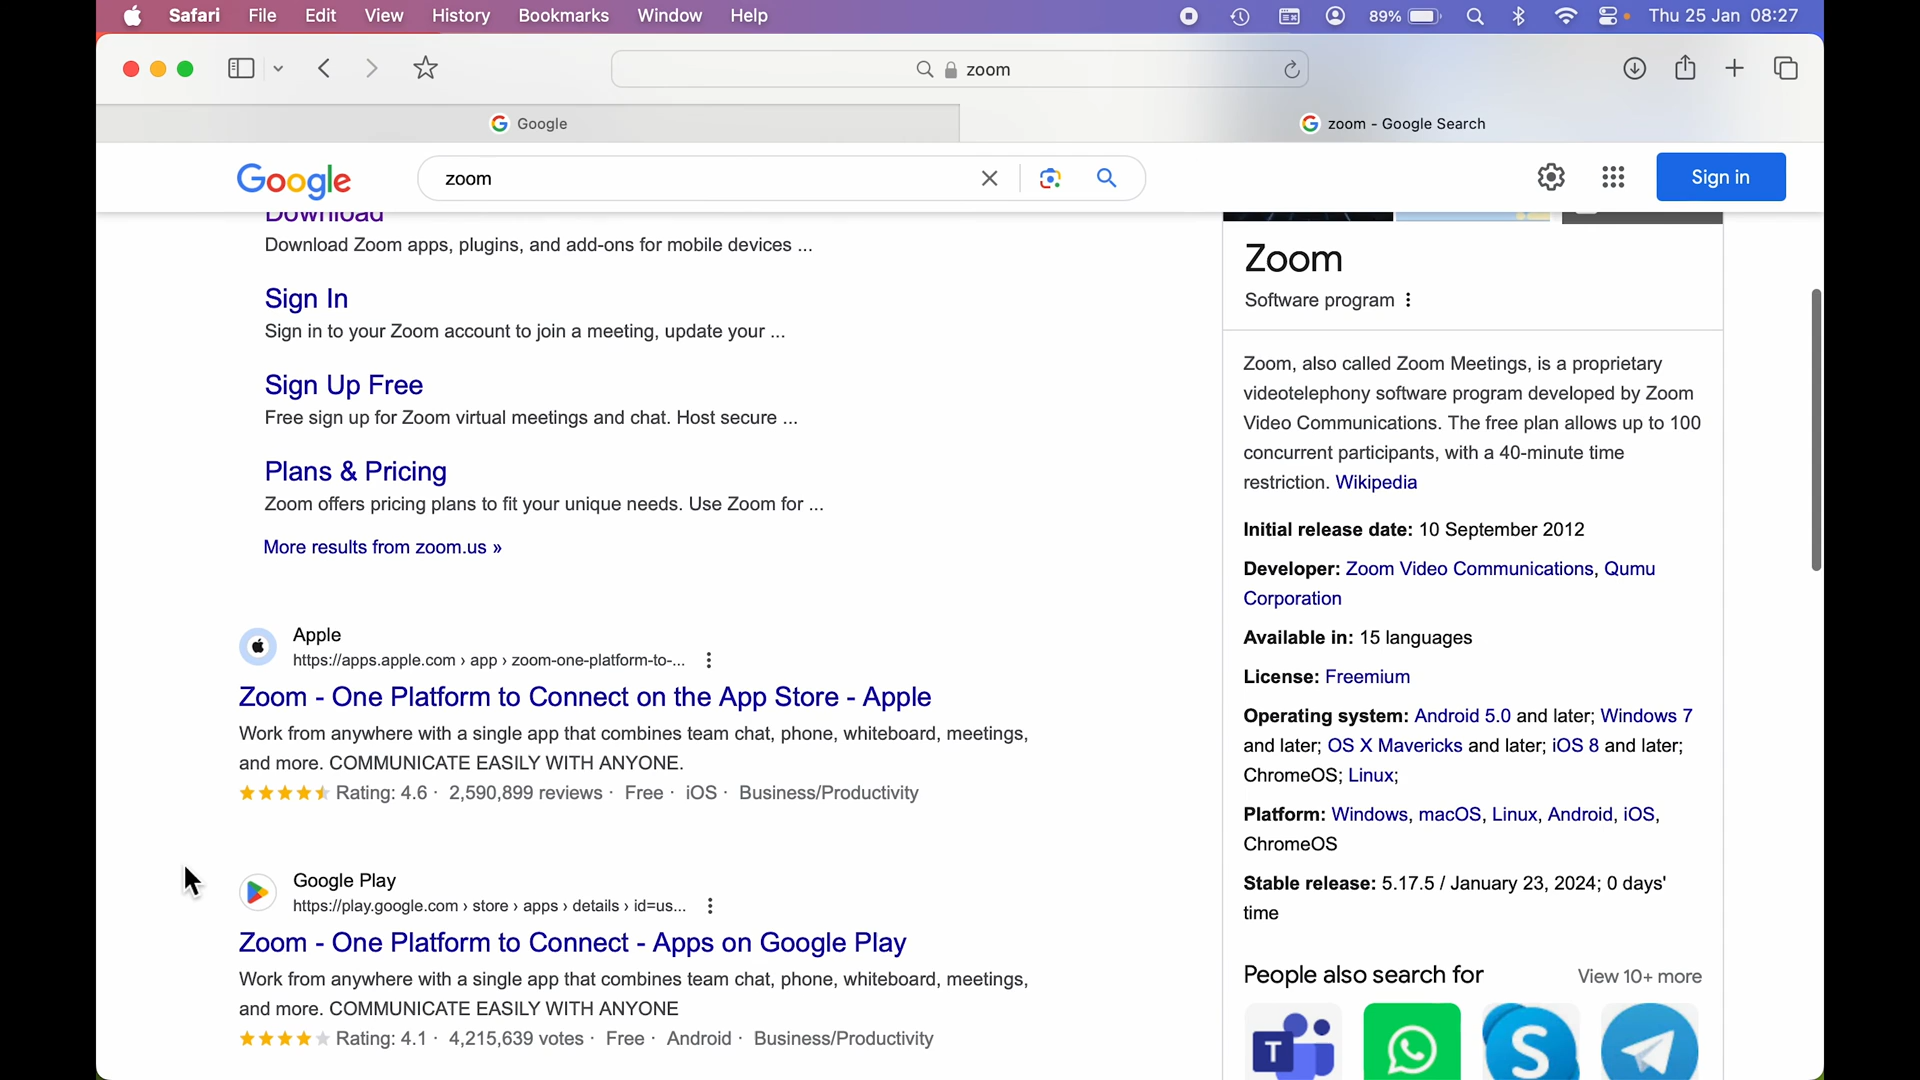 Safari File Edit View History Bookmarks Window Help 89% Thu 25 Jan 08:27
zoom
Google
zoom - Google Search
Google zoom Sign in
Download
Download Zoom apps, plugins, and add-ons for mobile devices ...
Sign In
Sign in to your Zoom account to join a meeting, update your ...
Sign Up Free
Free sign up for Zoom virtual meetings and chat. Host secure ...
Plans & Pricing
Zoom offers pricing plans to fit your unique needs. Use Zoom for ...
More results from zoom.us »
Apple
https://apps.apple.com › app › zoom-one-platform-to-...
Zoom - One Platform to Connect on the App Store - Apple
Work from anywhere with a single app that combines team chat, phone, whiteboard, meetings,
and more. COMMUNICATE EASILY WITH ANYONE.
Rating: 4.6 · 2,590,899 reviews · Free · iOS · Business/Productivity
Google Play
https://play.google.com › store › apps › details › id=us...
Zoom - One Platform to Connect - Apps on Google Play
Work from anywhere with a single app that combines team chat, phone, whiteboard, meetings,
and more. COMMUNICATE EASILY WITH ANYONE
Rating: 4.1 · 4,215,639 votes · Free · Android · Business/Productivity
Zoom
Software program
Zoom, also called Zoom Meetings, is a proprietary
videotelephony software program developed by Zoom
Video Communications. The free plan allows up to 100
concurrent participants, with a 40-minute time
restriction. Wikipedia
Initial release date: 10 September 2012
Developer: Zoom Video Communications, Qumu
Corporation
Available in: 15 languages
License: Freemium
Operating system: Android 5.0 and later; Windows 7
and later; OS X Mavericks and later; iOS 8 and later;
ChromeOS; Linux;
Platform: Windows, macOS, Linux, Android, iOS,
ChromeOS
Stable release: 5.17.5 / January 23, 2024; 0 days'
time
People also search for View 10+ more
T S